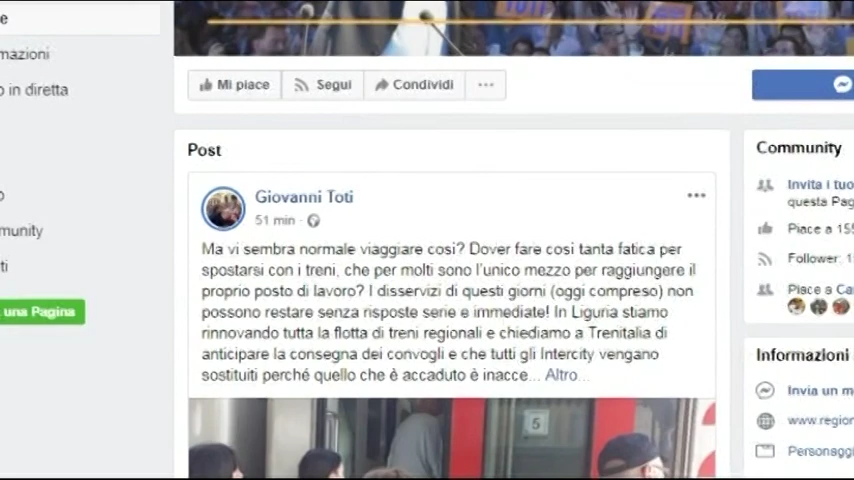 TOTI
e
mazioni
Mi piace
Segui
Condividi
o in diretta
Post
Community
Giovanni Toti
51 min
Invita i tuo
questa Pag
o
munity
Piace a 155
Ma vi sembra normale viaggiare così? Dover fare così tanta fatica per
spostarsi con i treni, che per molti sono l'unico mezzo per raggiungere il
proprio posto di lavoro? I disservizi di questi giorni (oggi compreso) non
possono restare senza risposte serie e immediate! In Liguria stiamo
rinnovando tutta la flotta di treni regionali e chiediamo a Trenitalia di
anticipare la consegna dei convogli e che tutti gli Intercity vengano
sostituiti perché quello che è accaduto è inacce... Altro...
Follower: 1
ti
Piace a Ca
una Pagina
Informazioni
Invia un m
www.region
Personaggi
5